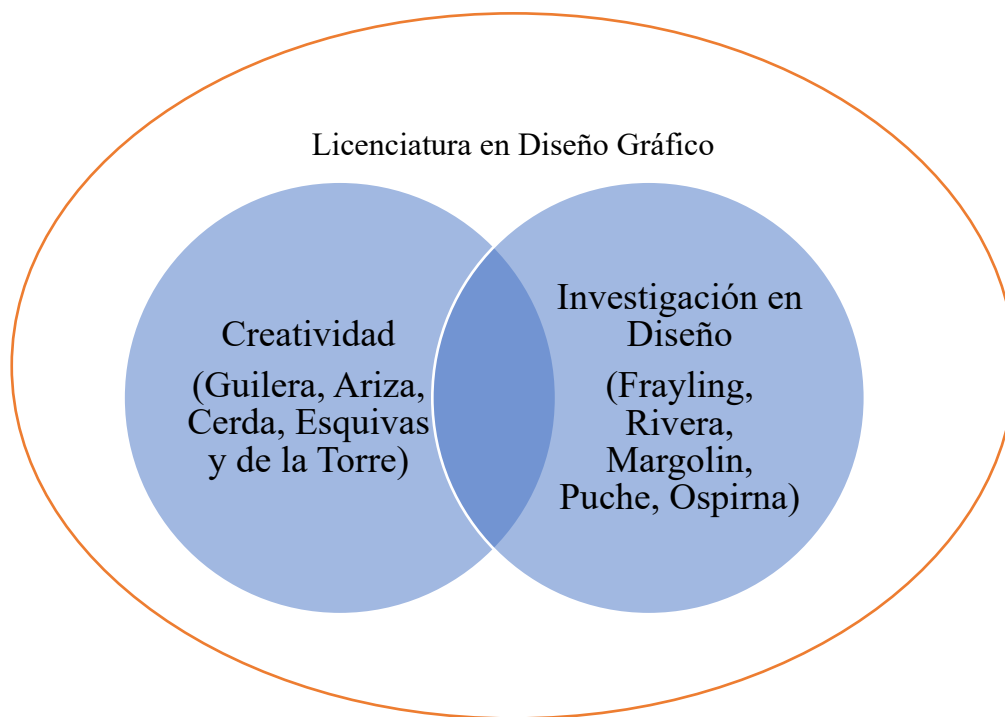 Licenciatura en Diseño Gráfico
Creatividad
(Guilera, Ariza,
Cerda, Esquivas
y de la Torre)
Investigación en
Diseño
(Frayling,
Rivera,
Margolin,
Puche, Ospirna)